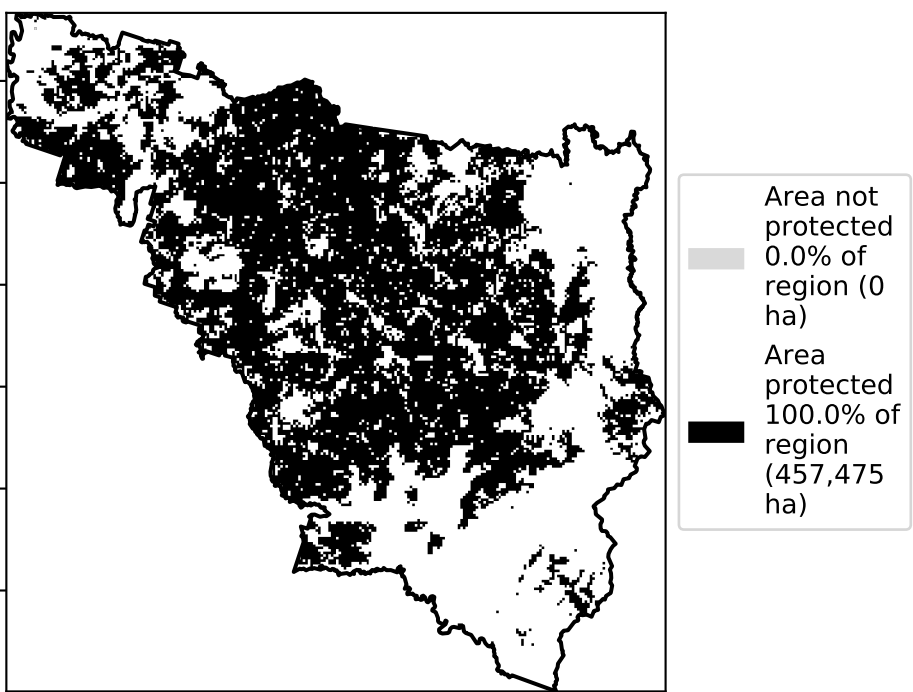 Area not
protected
0.0% of
region (0
ha)
Area
protected
100.0% of
region
(457,475
ha)